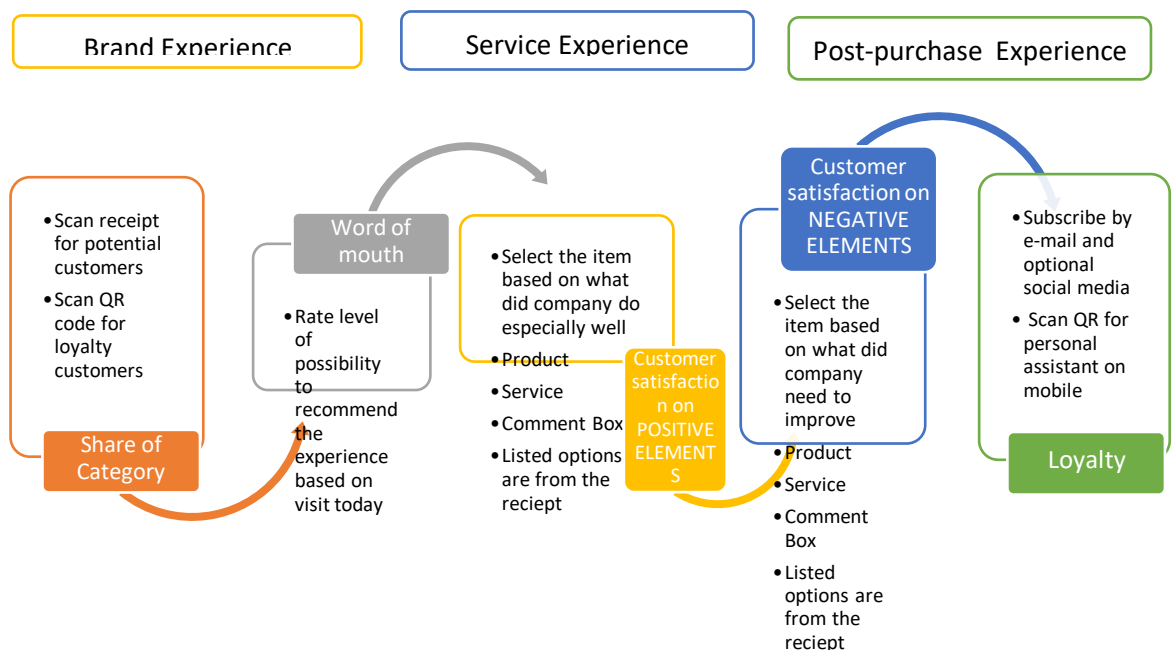 Brand Experience
Service Experience
Post-purchase Experience
•Scan receipt
for potential
customers
•Scan QR
code for
loyalty
customers
Share of
Category
Word of
mouth
•Rate level
of
possibility
to
recommend
the
experience
based on
visit today
•Select the item
based on what
did company do
especially well
•Product
•Service
•Comment Box
•Listed options
are from the
reciept
Customer
satisfactio
n on
POSITIVE
ELEMENT
S
Customer
satisfaction on
NEGATIVE
ELEMENTS
•Select the
item based
on what did
company
need to
improve
•Product
•Service
•Comment
Box
•Listed
options are
from the
reciept
•Subscribe by
e-mail and
optional
social media
• Scan QR for
personal
assistant on
mobile
Loyalty